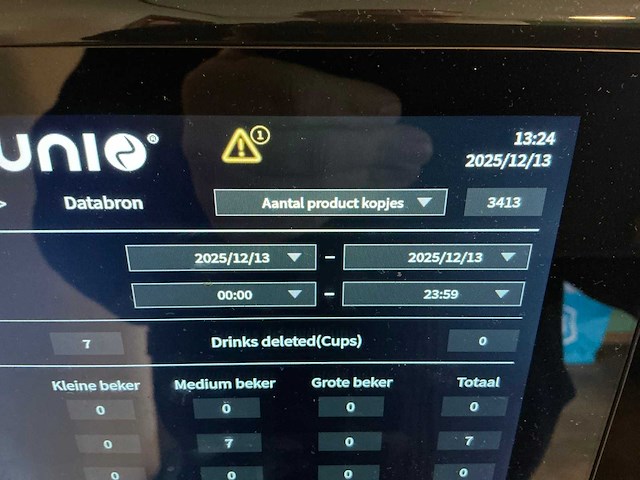 UNIO®
1
13:24
2025/12/13
> Databron Aantal product kopjes 3413
2025/12/13 – 2025/12/13
00:00 – 23:59
7 Drinks deleted(Cups) 0
Kleine beker Medium beker Grote beker Totaal
0 0 0 0
0 7 0 7
0 0 0 0